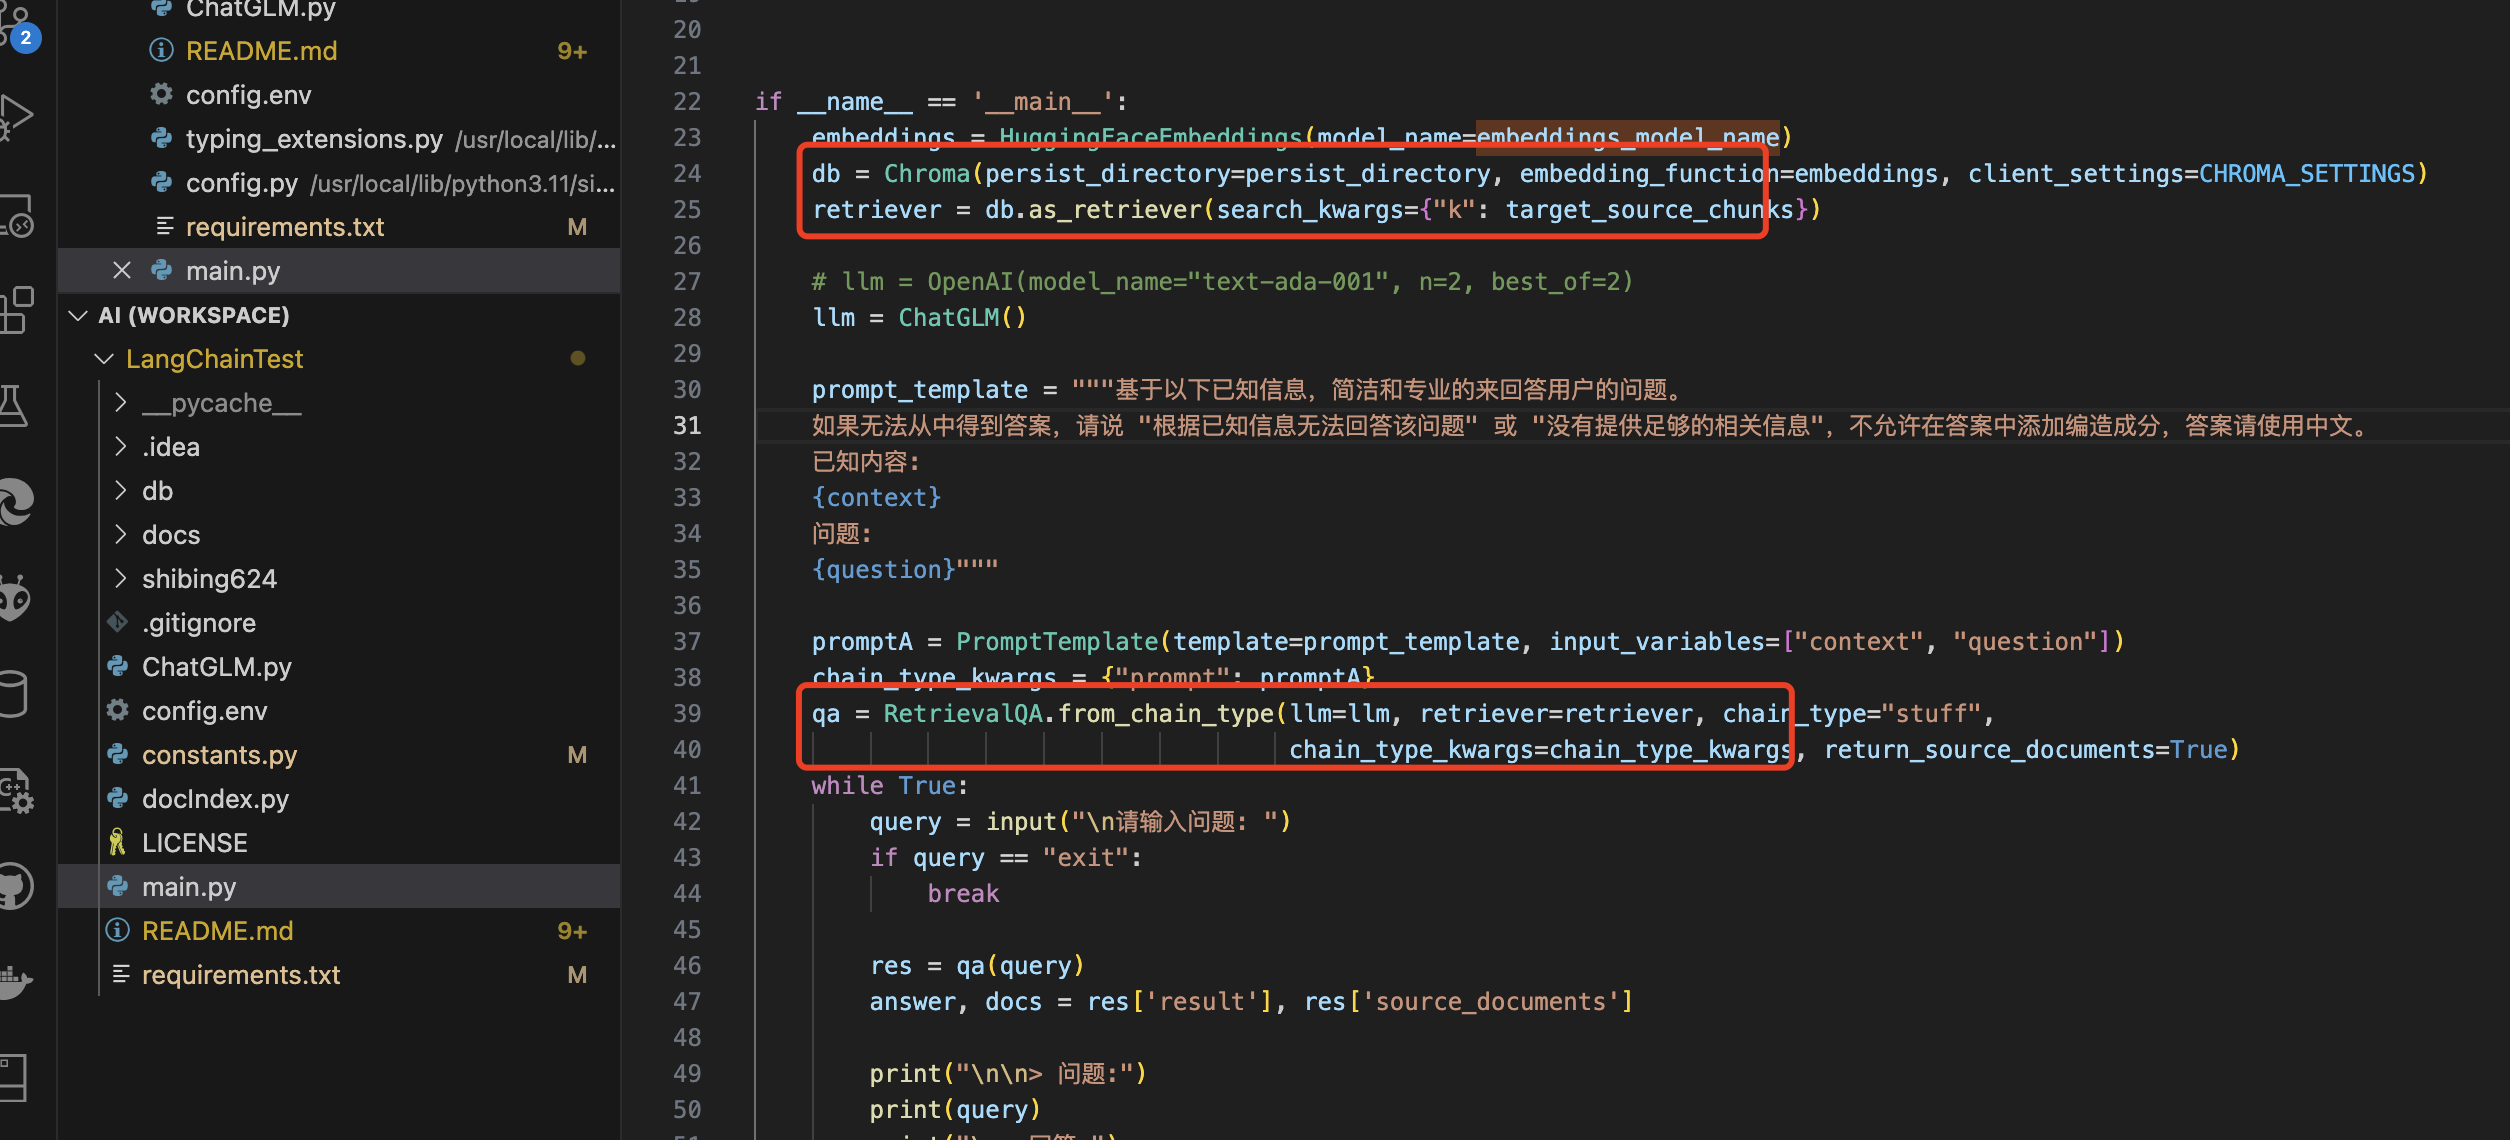 2
ChatGLM.py
README.md 9+
config.env
typing_extensions.py /usr/local/lib/...
config.py /usr/local/lib/python3.11/si...
requirements.txt M
main.py
AI (WORKSPACE)
LangChainTest
__pycache__
.idea
db
docs
shibing624
.gitignore
ChatGLM.py
config.env
constants.py M
docIndex.py
LICENSE
main.py
README.md 9+
requirements.txt M
20
21
22 if __name__ == '__main__':
23 embeddings = HuggingFaceEmbeddings(model_name=embeddings_model_name)
24 db = Chroma(persist_directory=persist_directory, embedding_function=embeddings, client_settings=CHROMA_SETTINGS)
25 retriever = db.as_retriever(search_kwargs={"k": target_source_chunks})
26
27 # llm = OpenAI(model_name="text-ada-001", n=2, best_of=2)
28 llm = ChatGLM()
29
30 prompt_template = """基于以下已知信息，简洁和专业的来回答用户的问题。
31 如果无法从中得到答案，请说 "根据已知信息无法回答该问题" 或 "没有提供足够的相关信息"，不允许在答案中添加编造成分，答案请使用中文。
32 已知内容:
33 {context}
34 问题:
35 {question}"""
36
37 promptA = PromptTemplate(template=prompt_template, input_variables=["context", "question"])
38 chain_type_kwargs = {"prompt": promptA}
39 qa = RetrievalQA.from_chain_type(llm=llm, retriever=retriever, chain_type="stuff",
40 chain_type_kwargs=chain_type_kwargs, return_source_documents=True)
41 while True:
42 query = input("\n请输入问题: ")
43 if query == "exit":
44 break
45
46 res = qa(query)
47 answer, docs = res['result'], res['source_documents']
48
49 print("\n\n> 问题:")
50 print(query)